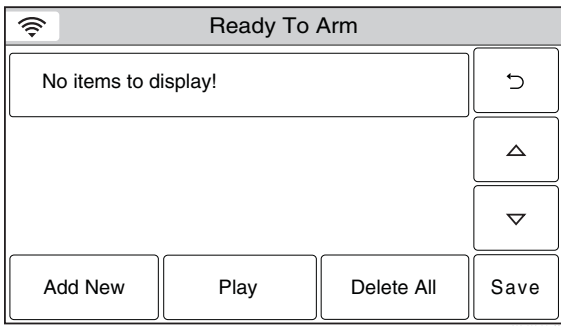 Ready To Arm
No items to display!
Add New
Play
Delete All
Save